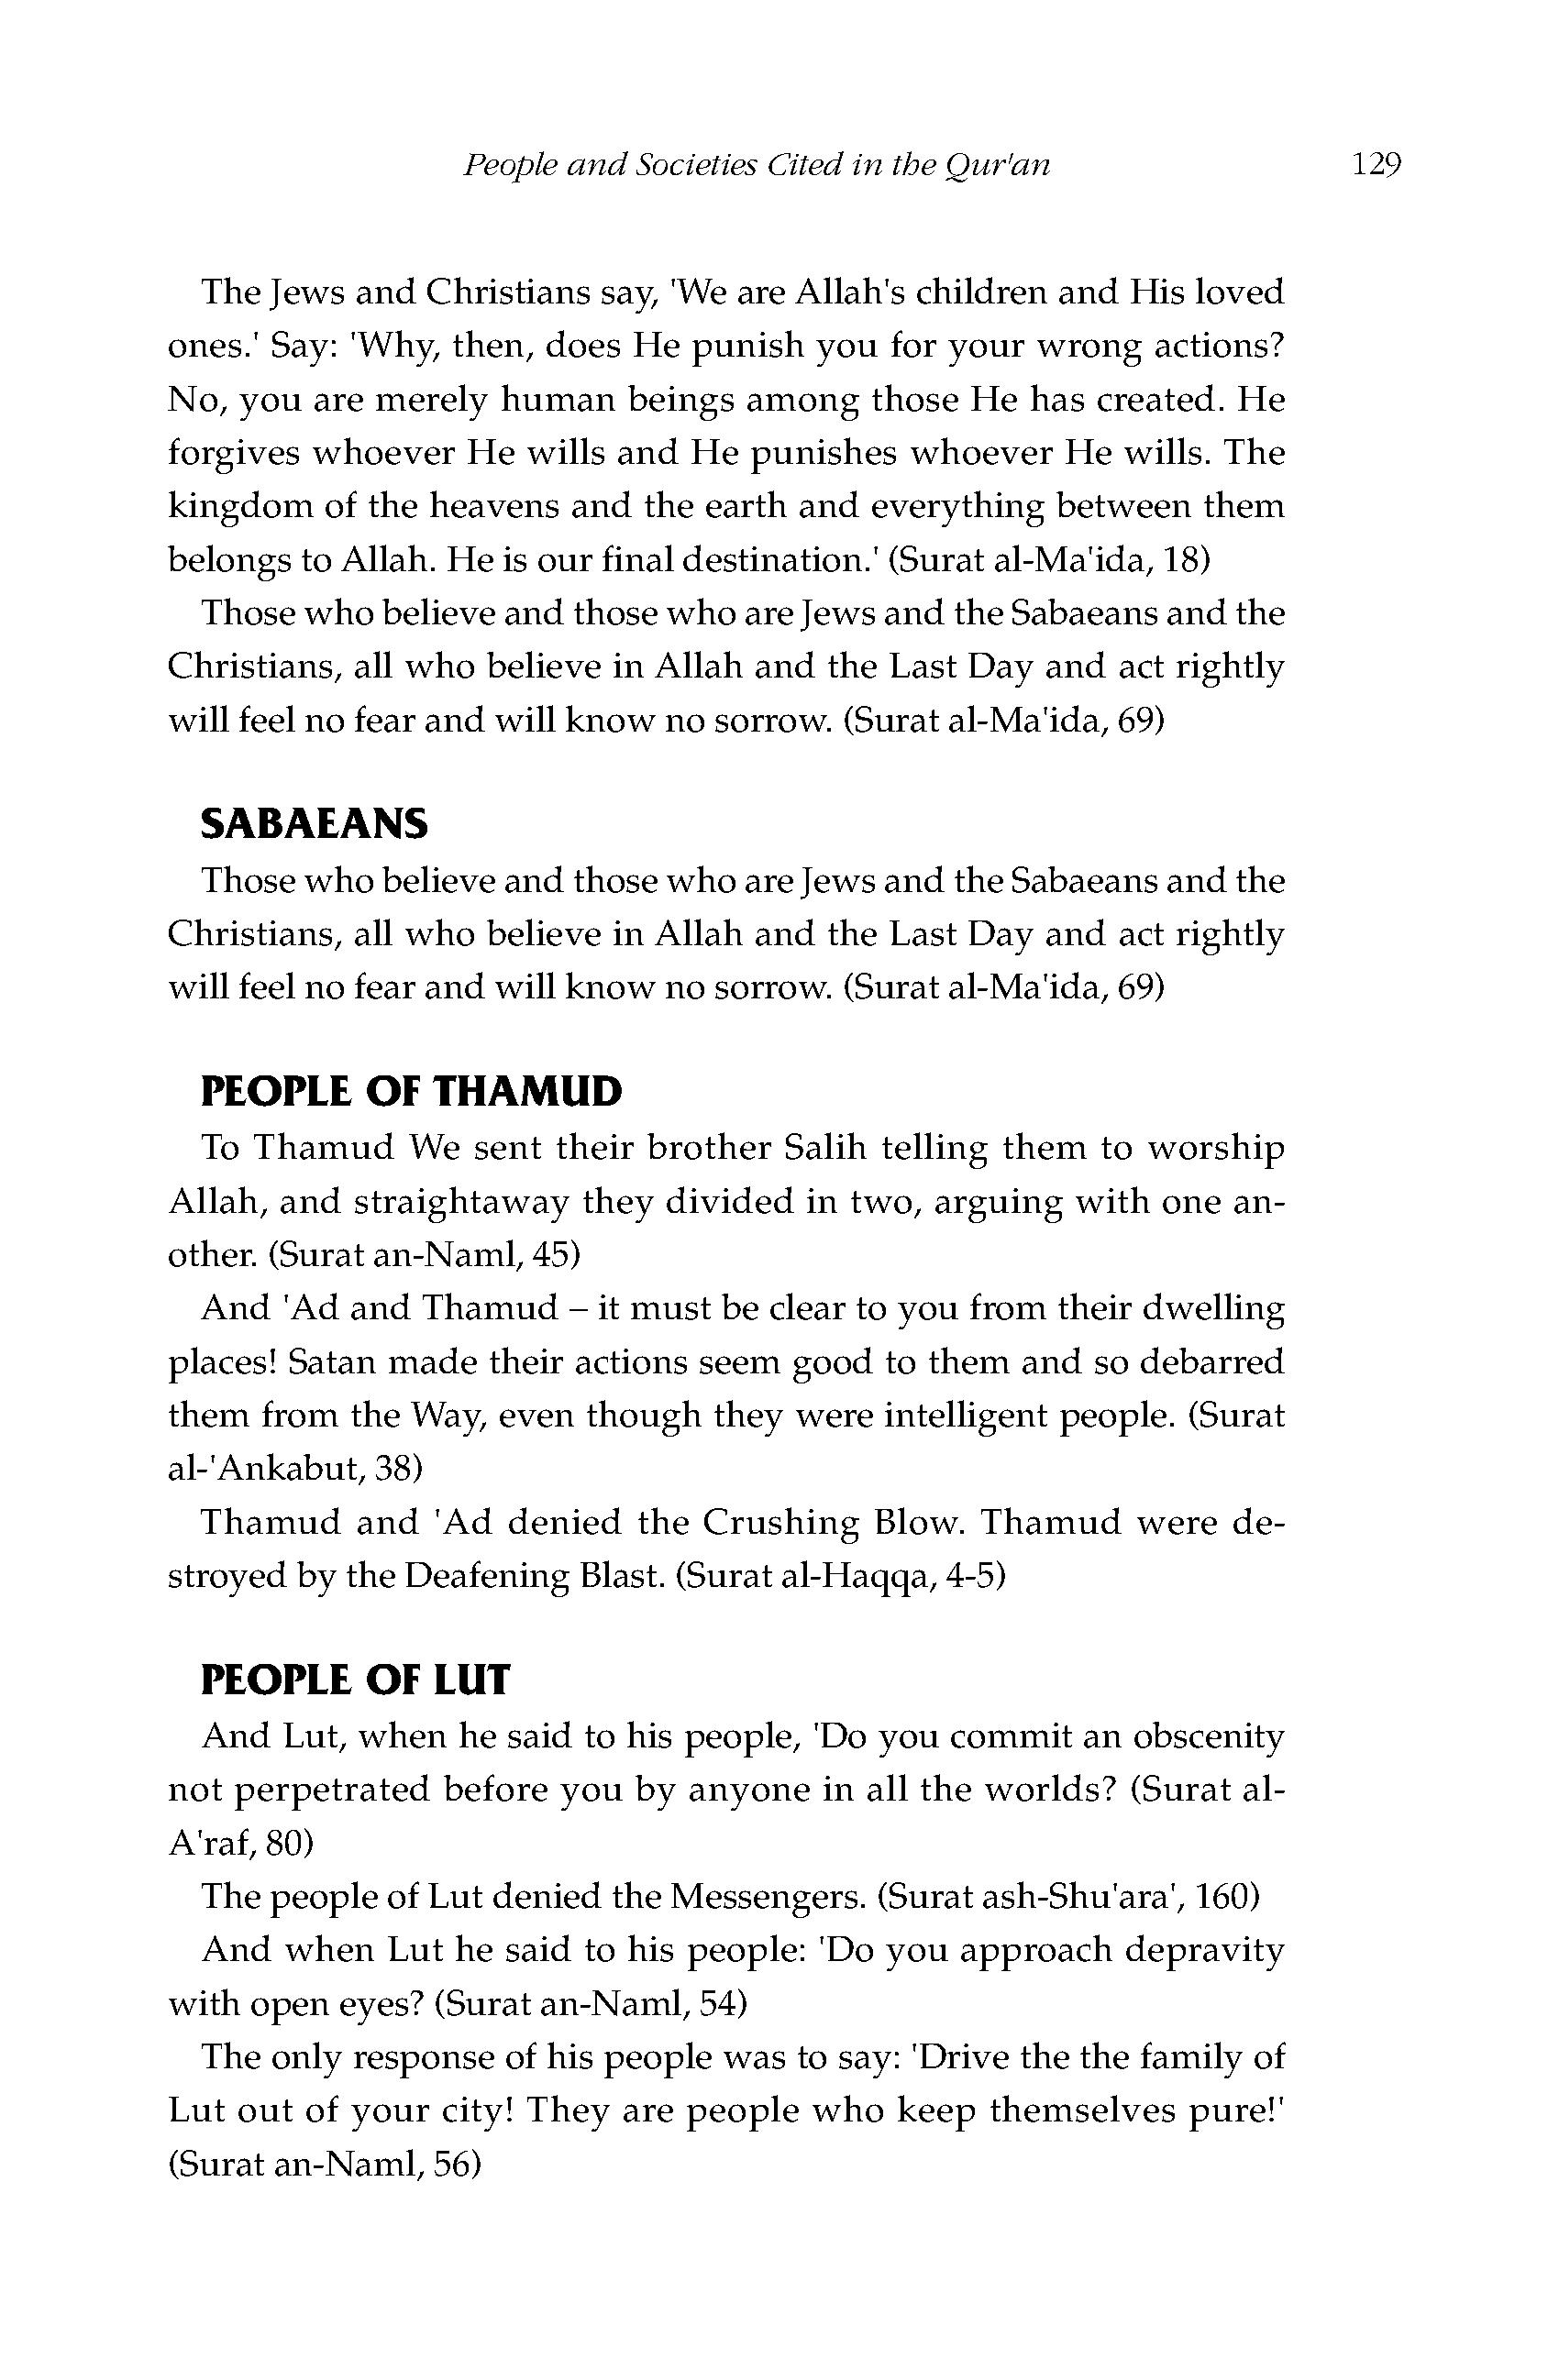 People and Societies Cited in the Qur'an 129
The Jews and Christians say, 'We are Allah's children and His loved
ones.' Say: 'Why, then, does He punish you for your wrong actions?
No, you are merely human beings among those He has created. He
forgives whoever He wills and He punishes whoever He wills. The
kingdom of the heavens and the earth and everything between them
belongs to Allah. He is our final destination.' (Surat al-Ma'ida, 18)
Those who believe and those who are Jews and the Sabaeans and the
Christians, all who believe in Allah and the Last Day and act rightly
will feel no fear and will know no sorrow. (Surat al-Ma'ida, 69)
SABAEANS
Those who believe and those who are Jews and the Sabaeans and the
Christians, all who believe in Allah and the Last Day and act rightly
will feel no fear and will know no sorrow. (Surat al-Ma'ida, 69)
PEOPLE OF THAMUD
To Thamud We sent their brother Salih telling them to worship
Allah, and straightaway they divided in two, arguing with one an-
other. (Surat an-Naml, 45)
And 'Ad and Thamud – it must be clear to you from their dwelling
places! Satan made their actions seem good to them and so debarred
them from the Way, even though they were intelligent people. (Surat
al-'Ankabut, 38)
Thamud and 'Ad denied the Crushing Blow. Thamud were de-
stroyed by the Deafening Blast. (Surat al-Haqqa, 4-5)
PEOPLE OF LUT
And Lut, when he said to his people, 'Do you commit an obscenity
not perpetrated before you by anyone in all the worlds? (Surat al-
A'raf, 80)
The people of Lut denied the Messengers. (Surat ash-Shu'ara', 160)
And when Lut he said to his people: 'Do you approach depravity
with open eyes? (Surat an-Naml, 54)
The only response of his people was to say: 'Drive the the family of
Lut out of your city! They are people who keep themselves pure!'
(Surat an-Naml, 56)